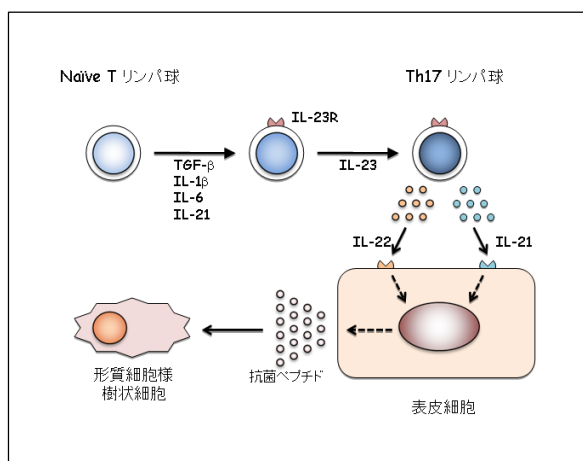 Naïve T リンパ球
Th17 リンパ球
IL-23R
TGF-β
IL-1β
IL-6
IL-21
IL-23
IL-22
IL-21
形質細胞様
樹状細胞
抗菌ペプチド
表皮細胞